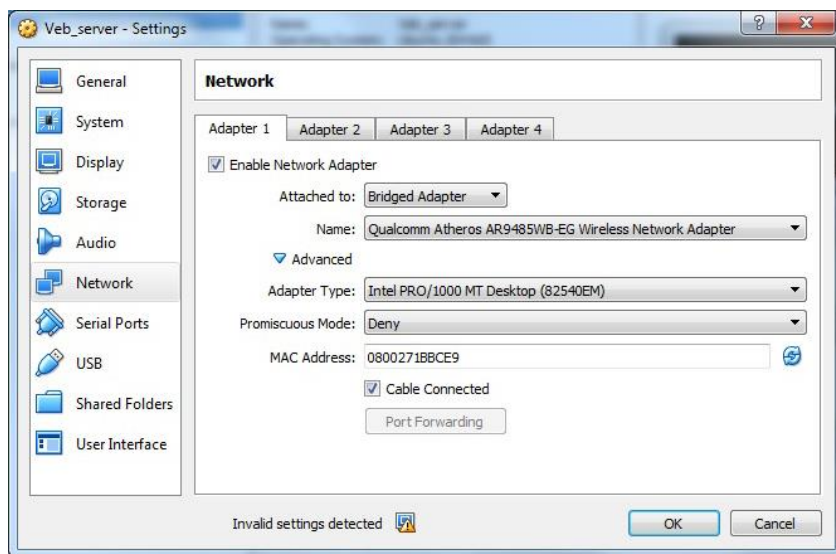 Veb_server - Settings
General
System
Display
Storage
Audio
Network
Serial Ports
USB
Shared Folders
User Interface
Network
Adapter 1 Adapter 2 Adapter 3 Adapter 4
Enable Network Adapter
Attached to: Bridged Adapter
Name: Qualcomm Atheros AR9485WB-EG Wireless Network Adapter
Advanced
Adapter Type: Intel PRO/1000 MT Desktop (82540EM)
Promiscuous Mode: Deny
MAC Address: 0800271BBCE9
Cable Connected
Port Forwarding
Invalid settings detected
OK Cancel